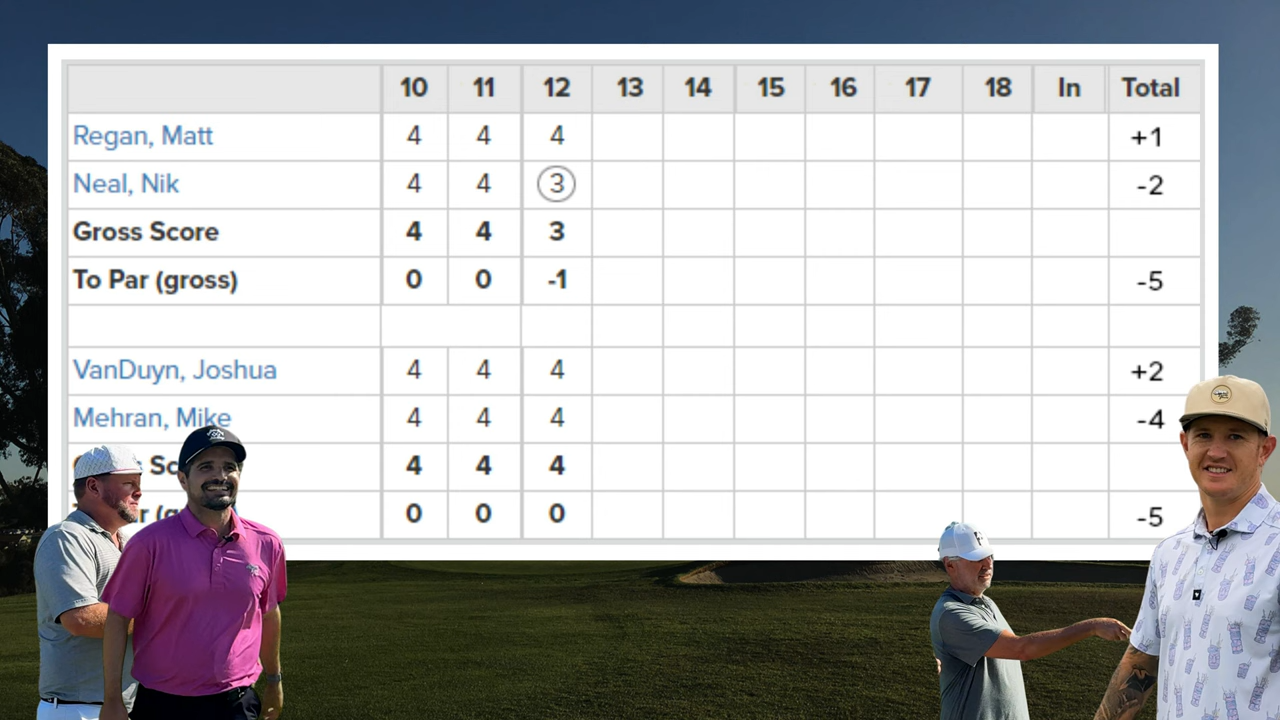 10 11 12 13 14 15 16 17 18 In Total
Regan, Matt 4 4 4 +1
Neal, Nik 4 4 3 -2
Gross Score 4 4 3
To Par (gross) 0 0 -1 -5
VanDuyn, Joshua 4 4 4 +2
Mehran, Mike 4 4 4 -4
4 4 4
0 0 0 -5